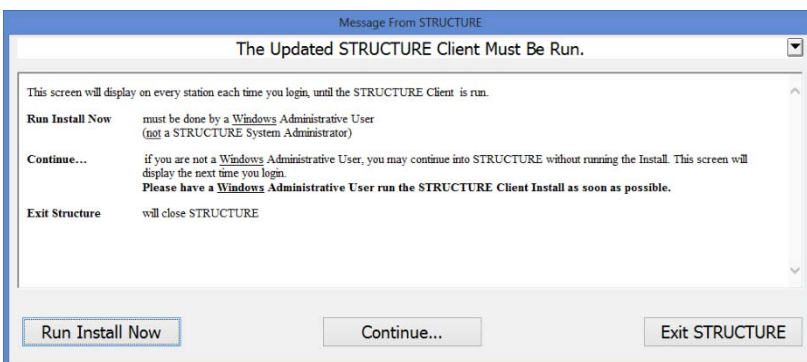 Message From STRUCTURE
The Updated STRUCTURE Client Must Be Run.
This screen will display on every station each time you login, until the STRUCTURE Client is run.
Run Install Now must be done by a Windows Administrative User
(not a STRUCTURE System Administrator)
Continue... if you are not a Windows Administrative User, you may continue into STRUCTURE without running the Install. This screen will
display the next time you login.
Please have a Windows Administrative User run the STRUCTURE Client Install as soon as possible.
Exit Structure will close STRUCTURE
Run Install Now Continue... Exit STRUCTURE